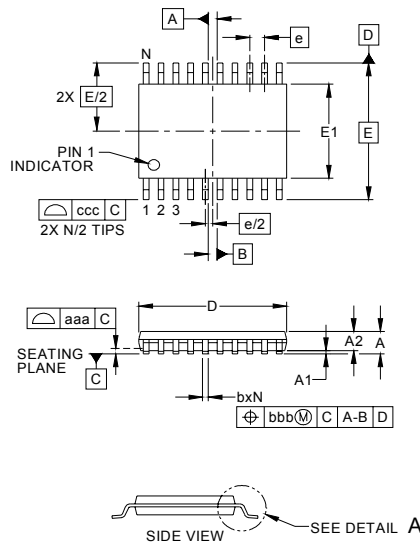 A
e
D
N
2X E/2
E1
E
PIN 1
INDICATOR
ccc C
1 2 3
2X N/2 TIPS
e/2
B
D
aaa C
A2 A
SEATING
PLANE
C
A1
bxN
bbbⓂ C A-B D
SIDE VIEW
SEE DETAIL A